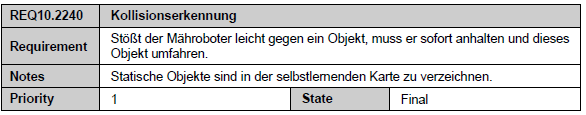 REQ10.2240 Kollisionserkennung
Requirement Stößt der Mähroboter leicht gegen ein Objekt, muss er sofort anhalten und dieses
Objekt umfahren.
Notes Statische Objekte sind in der selbstlernenden Karte zu verzeichnen.
Priority 1 State Final